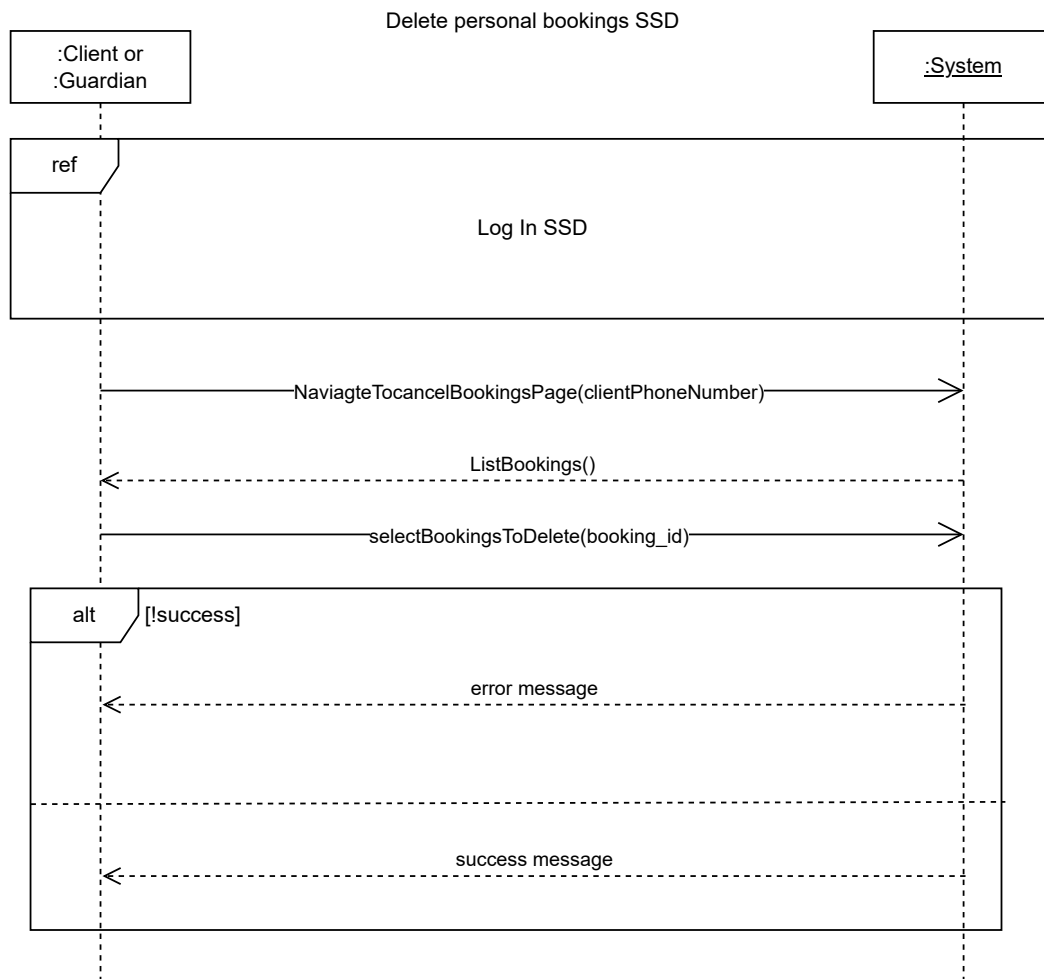 Delete personal bookings SSD
:Client or
:Guardian
:System
ref
Log In SSD
NaviagteTocancelBookingsPage(clientPhoneNumber)
ListBookings()
selectBookingsToDelete(booking_id)
alt
[!success]
error message
success message